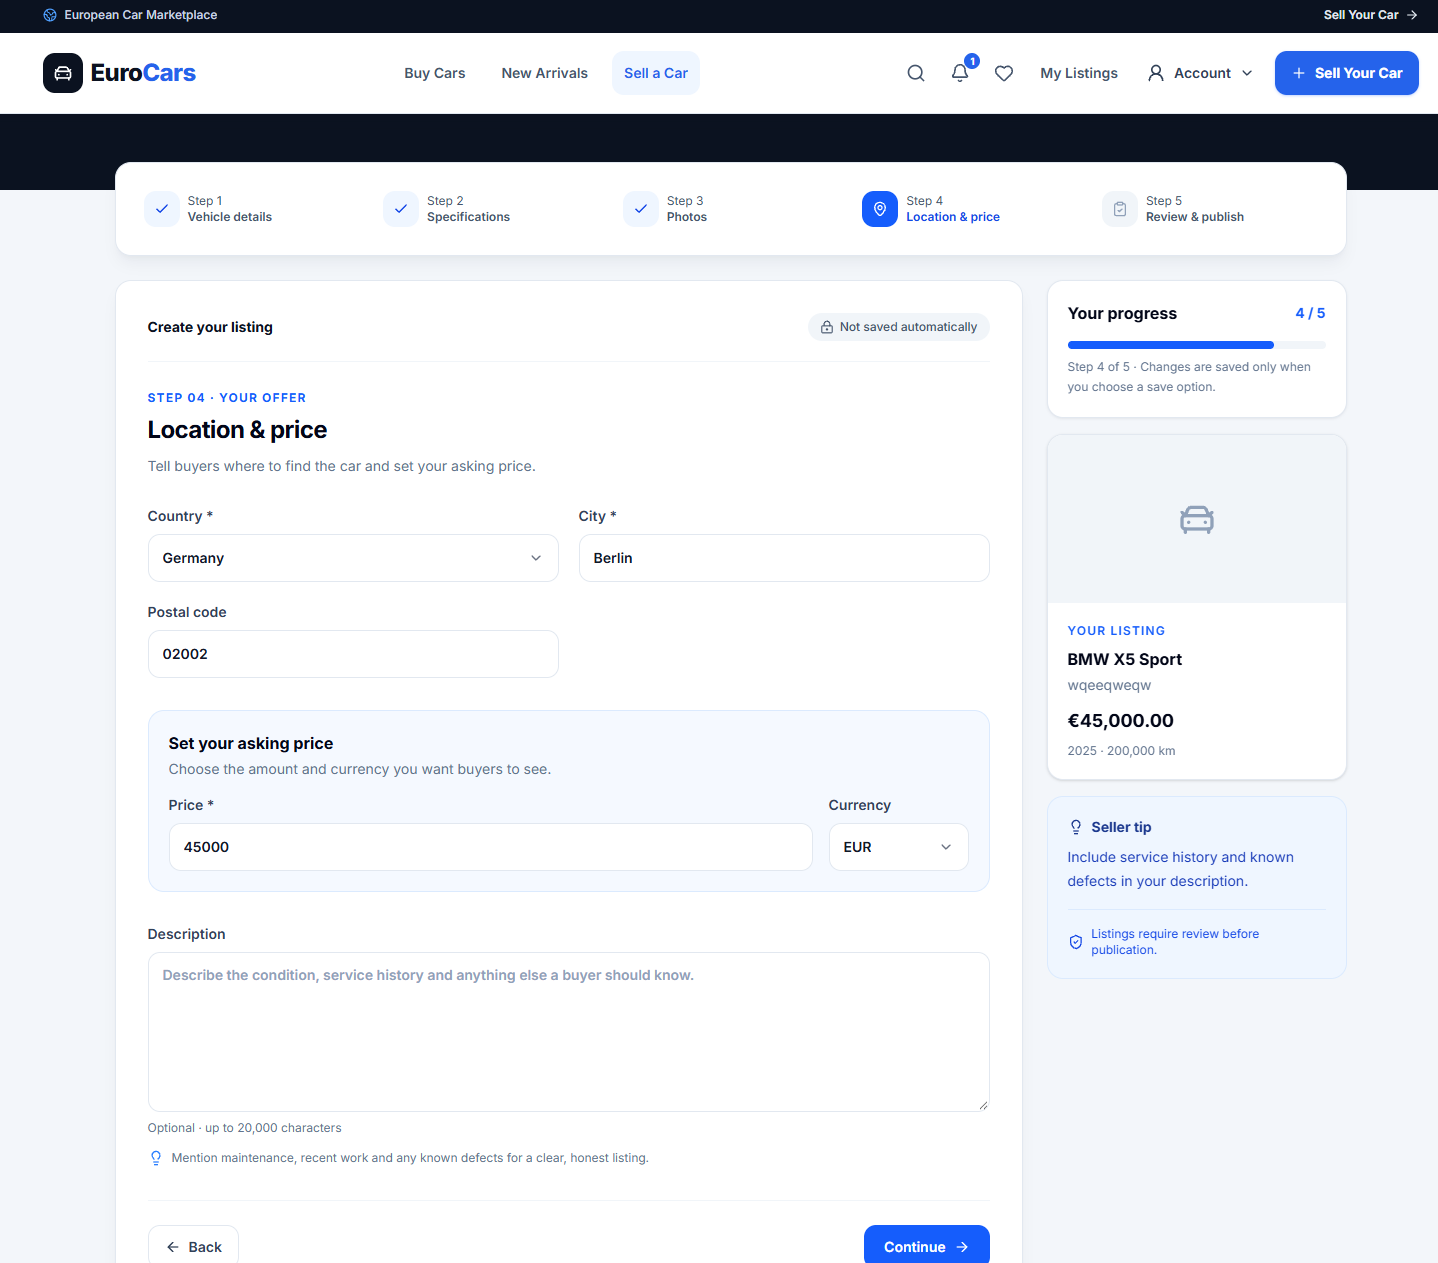 European Car Marketplace
Sell Your Car
EuroCars
Buy Cars
New Arrivals
Sell a Car
1
My Listings
Account
Sell Your Car
Step 1
Vehicle details
Step 2
Specifications
Step 3
Photos
Step 4
Location & price
Step 5
Review & publish
Create your listing
Not saved automatically
STEP 04 · YOUR OFFER
Location & price
Tell buyers where to find the car and set your asking price.
Country *
Germany
City *
Berlin
Postal code
02002
Set your asking price
Choose the amount and currency you want buyers to see.
Price *
45000
Currency
EUR
Description
Describe the condition, service history and anything else a buyer should know.
Optional · up to 20,000 characters
Mention maintenance, recent work and any known defects for a clear, honest listing.
Back
Continue
Your progress
4 / 5
Step 4 of 5 · Changes are saved only when
you choose a save option.
YOUR LISTING
BMW X5 Sport
wqeeqweqw
€45,000.00
2025 · 200,000 km
Seller tip
Include service history and known
defects in your description.
Listings require review before
publication.